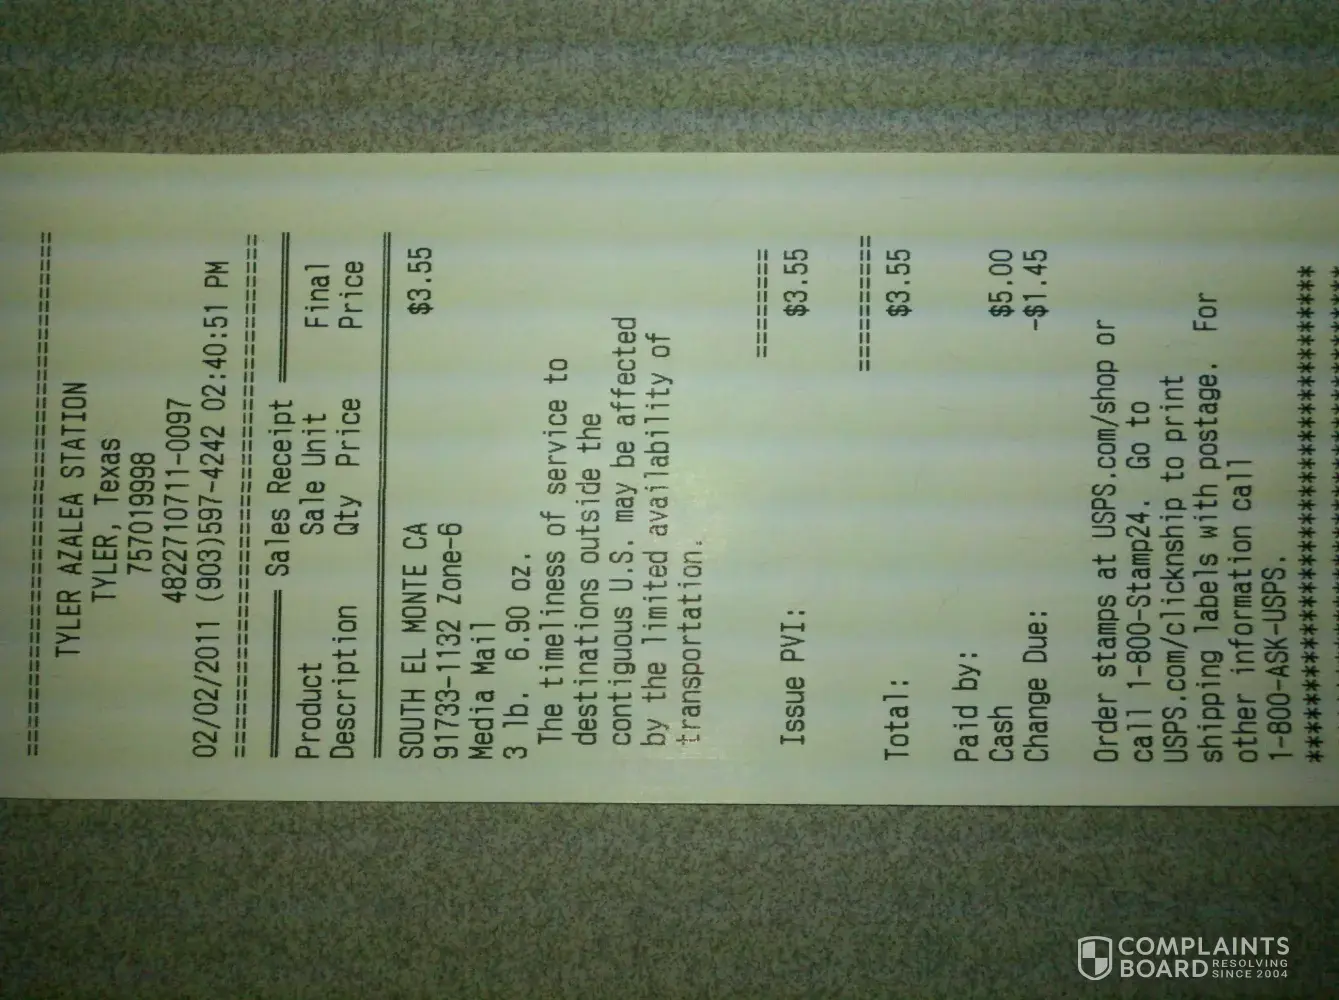 ========================================
TYLER AZALEA STATION
TYLER, Texas
757019998
4822710711-0097
02/02/2011 (903)597-4242 02:40:51 PM
========================================
═══════ Sales Receipt ═══════
Product Sale Unit Final
Description Qty Price Price
SOUTH EL MONTE CA $3.55
91733-1132 Zone-6
Media Mail
3 lb. 6.90 oz.
The timeliness of service to
destinations outside the
contiguous U.S. may be affected
by the limited availability of
transportation.
========
Issue PVI: $3.55
==========
Total: $3.55
Paid by:
Cash $5.00
Change Due: -$1.45
Order stamps at USPS.com/shop or
call 1-800-Stamp24. Go to
USPS.com/clicknship to print
shipping labels with postage. For
other information call
1-800-ASK-USPS.
****************************************
COMPLAINTS
BOARD RESOLVING
SINCE 2004